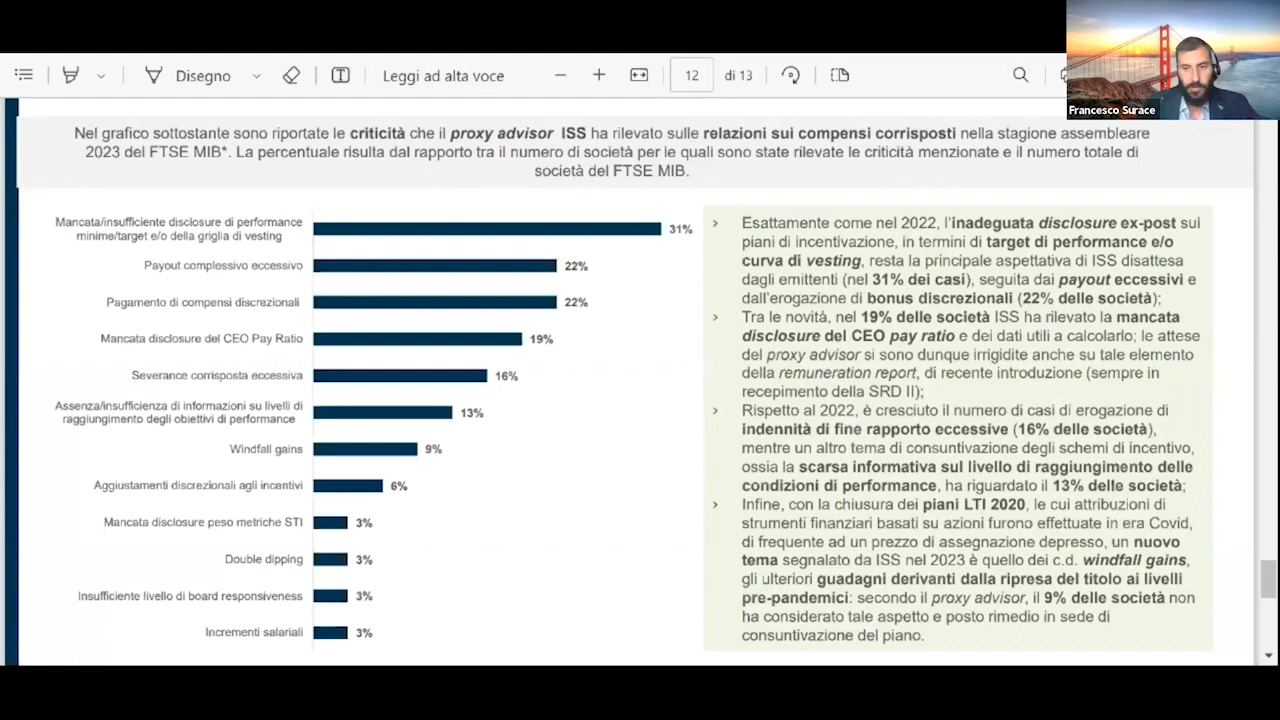 Disegno
Leggi ad alta voce
12
di 13
Francesco Surace
Nel grafico sottostante sono riportate le criticità che il proxy advisor ISS ha rilevato sulle relazioni sui compensi corrisposti nella stagione assembleare
2023 del FTSE MIB*. La percentuale risulta dal rapporto tra il numero di società per le quali sono state rilevate le criticità menzionate e il numero totale di
società del FTSE MIB.
Mancata/insufficiente disclosure di performance
minime/target e/o della griglia di vesting
31%
Payout complessivo eccessivo
22%
Pagamento di compensi discrezionali
22%
Mancata disclosure del CEO Pay Ratio
19%
Severance corrisposta eccessiva
16%
Assenza/insufficienza di informazioni su livelli di
raggiungimento degli obiettivi di performance
13%
Windfall gains
9%
Aggiustamenti discrezionali agli incentivi
6%
Mancata disclosure peso metriche STI
3%
Double dipping
3%
Insufficiente livello di board responsiveness
3%
Incrementi salariali
3%
› Esattamente come nel 2022, l'inadeguata disclosure ex-post sui
piani di incentivazione, in termini di target di performance e/o
curva di vesting, resta la principale aspettativa di ISS disattesa
dagli emittenti (nel 31% dei casi), seguita dai payout eccessivi e
dall'erogazione di bonus discrezionali (22% delle società);
› Tra le novità, nel 19% delle società ISS ha rilevato la mancata
disclosure del CEO pay ratio e dei dati utili a calcolarlo; le attese
del proxy advisor si sono dunque irrigidite anche su tale elemento
della remuneration report, di recente introduzione (sempre in
recepimento della SRD II);
› Rispetto al 2022, è cresciuto il numero di casi di erogazione di
indennità di fine rapporto eccessive (16% delle società),
mentre un altro tema di consuntivazione degli schemi di incentivo,
ossia la scarsa informativa sul livello di raggiungimento delle
condizioni di performance, ha riguardato il 13% delle società;
› Infine, con la chiusura dei piani LTI 2020, le cui attribuzioni di
strumenti finanziari basati su azioni furono effettuate in era Covid,
di frequente ad un prezzo di assegnazione depresso, un nuovo
tema segnalato da ISS nel 2023 è quello dei c.d. windfall gains,
gli ulteriori guadagni derivanti dalla ripresa del titolo ai livelli
pre-pandemici: secondo il proxy advisor, il 9% delle società non
ha considerato tale aspetto e posto rimedio in sede di
consuntivazione del piano.